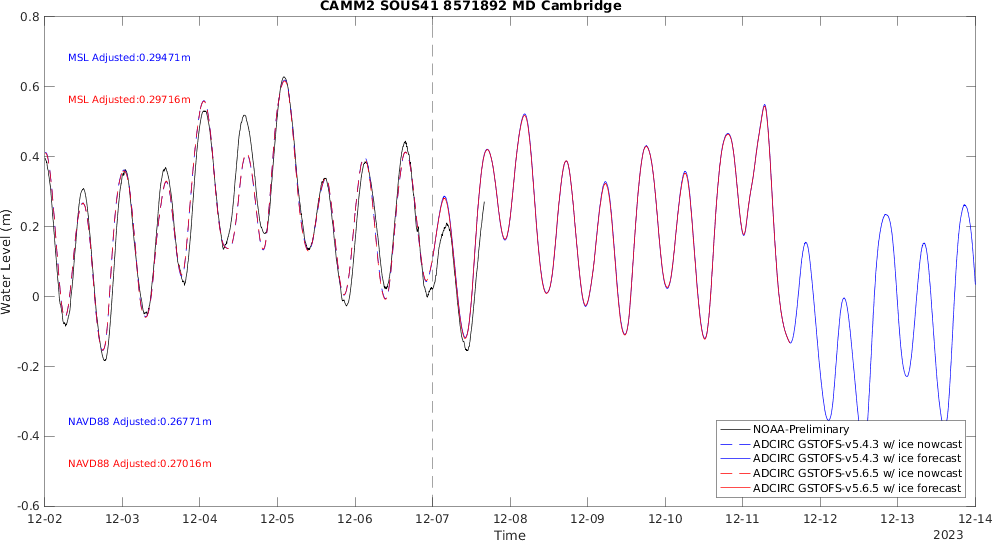 CAMM2 SOUS41 8571892 MD Cambridge
0.8
0.6
0.4
0.2
0
-0.2
-0.4
-0.6
Water Level (m)
MSL Adjusted:0.29471m
MSL Adjusted:0.29716m
NAVD88 Adjusted:0.26771m
NAVD88 Adjusted:0.27016m
NOAA-Preliminary
ADCIRC GSTOFS-v5.4.3 w/ ice nowcast
ADCIRC GSTOFS-v5.4.3 w/ ice forecast
ADCIRC GSTOFS-v5.6.5 w/ ice nowcast
ADCIRC GSTOFS-v5.6.5 w/ ice forecast
12-02 12-03 12-04 12-05 12-06 12-07 12-08 12-09 12-10 12-11 12-12 12-13 12-14
Time
2023